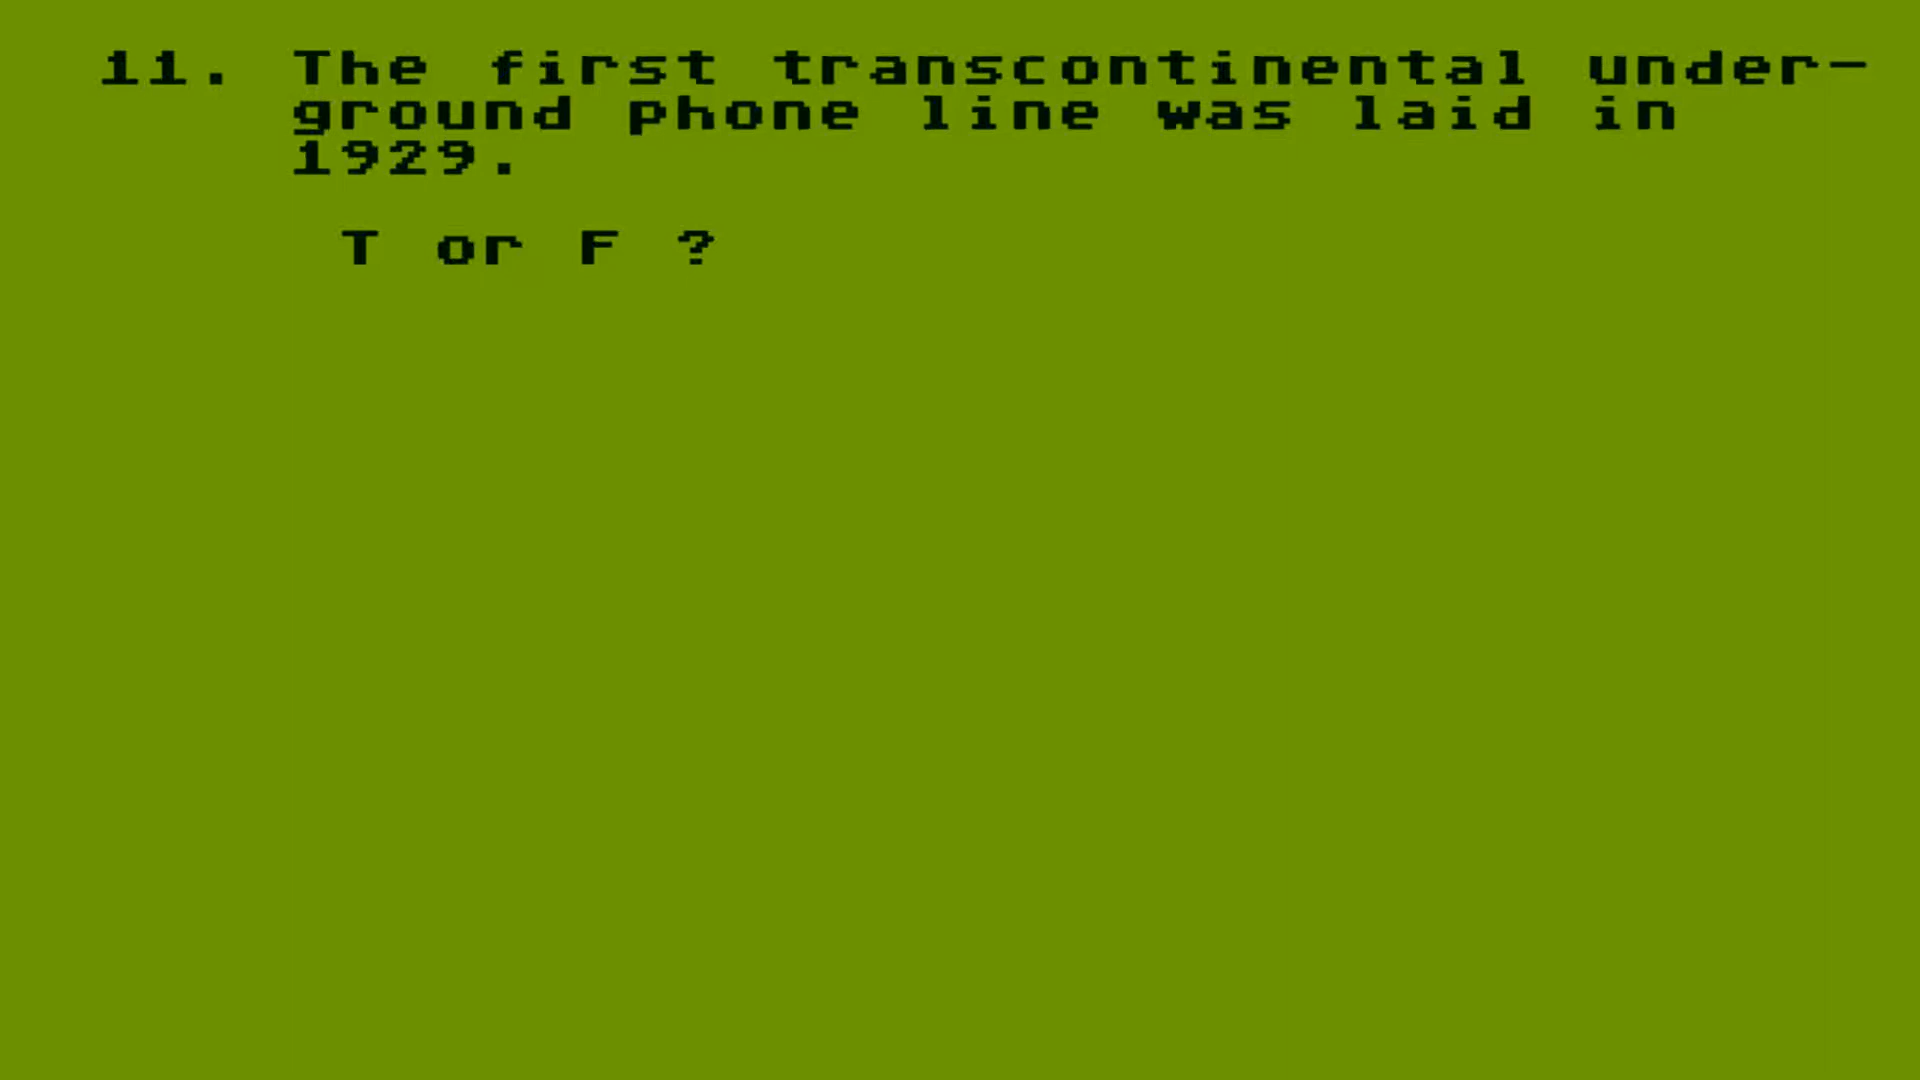 11. The first transcontinental under-
ground phone line was laid in
1929.
T or F ?